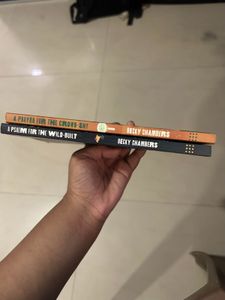 A PRAYER FOR THE CROWN-SHY BECKY CHAMBERS
A PSALM FOR THE WILD-BUILT BECKY CHAMBERS